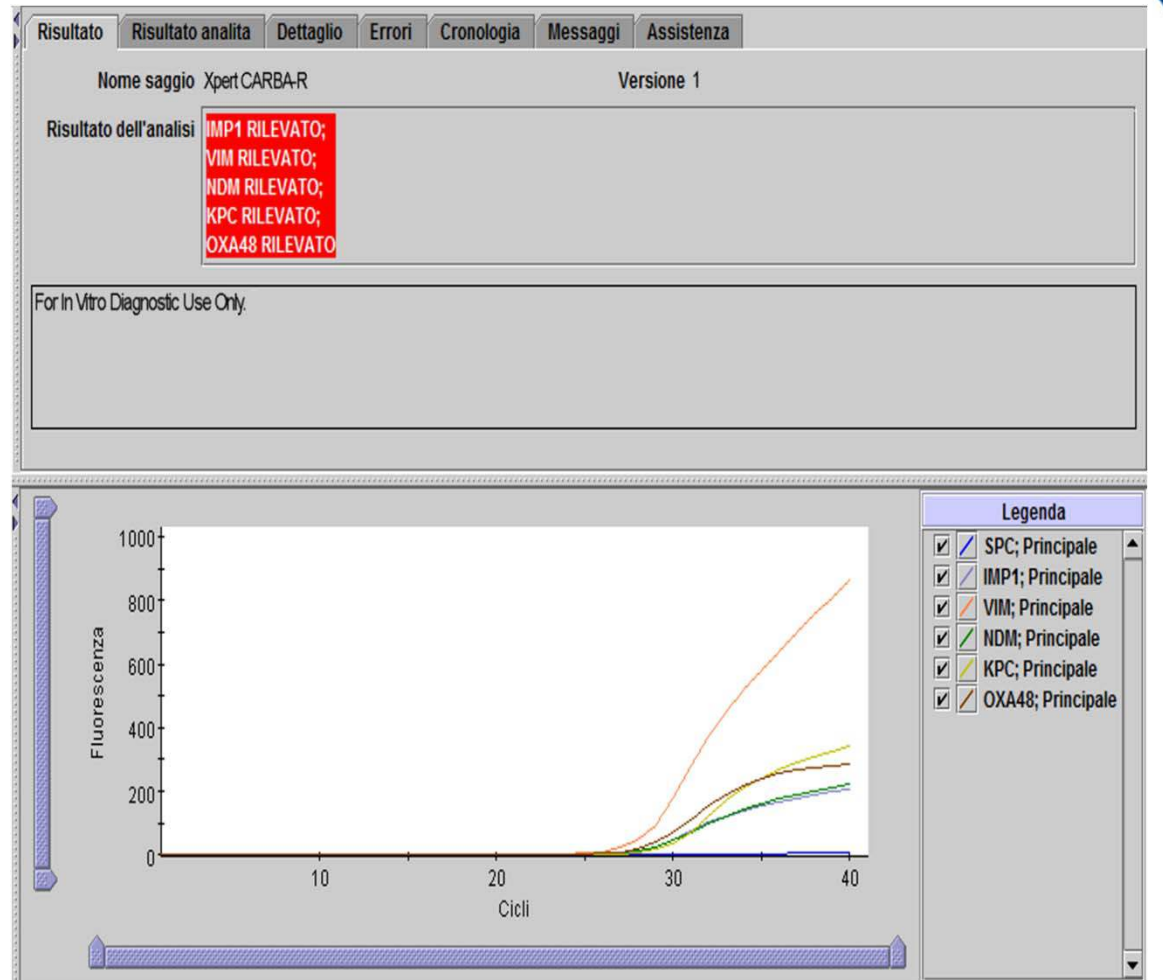 Risultato Risultato analita Dettaglio Errori Cronologia Messaggi Assistenza
Nome saggio Xpert CARBA-R Versione 1
Risultato dell'analisi IMP1 RILEVATO;
VIM RILEVATO;
NDM RILEVATO;
KPC RILEVATO;
OXA48 RILEVATO
For In Vitro Diagnostic Use Only.
Legenda
SPC; Principale
IMP1; Principale
VIM; Principale
NDM; Principale
KPC; Principale
OXA48; Principale
Fluorescenza
1000
800
600
400
200
0
10 20 30 40
Cicli